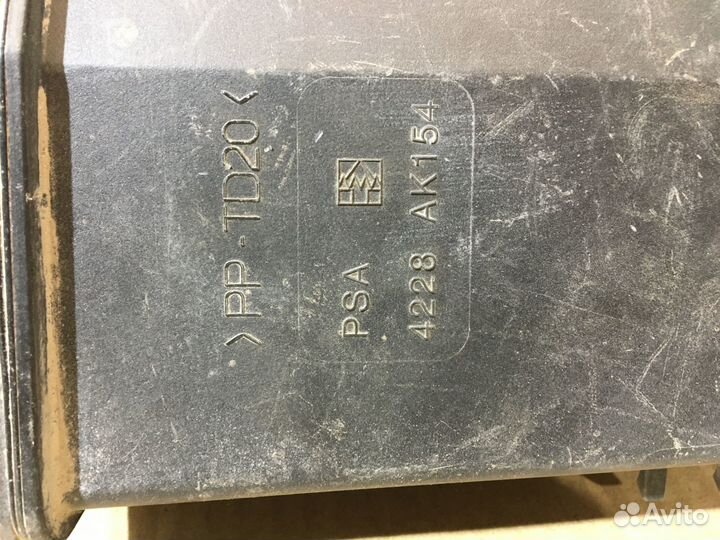 >PP-TD20<
PSA
4228 AK154
Avito